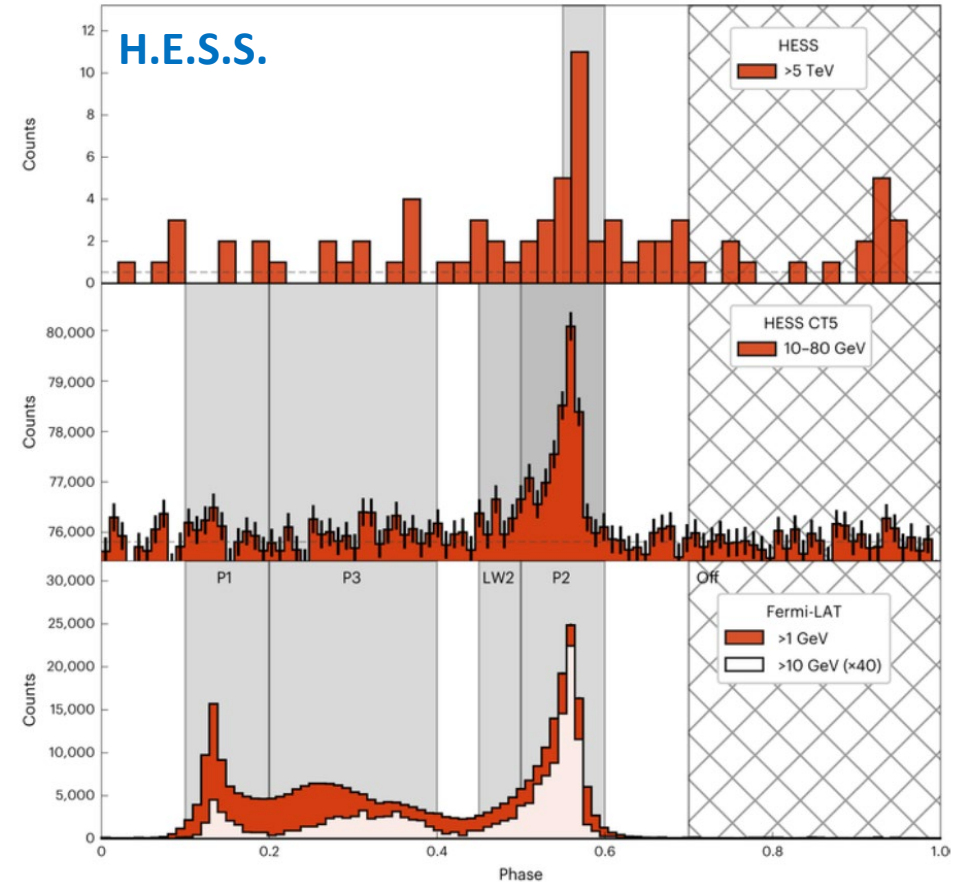 H.E.S.S.
HESS
>5 TeV
Counts
12
10
8
6
4
2
0
HESS CT5
10–80 GeV
Counts
80,000
79,000
78,000
77,000
76,000
P1 P3 LW2 P2 Off
Fermi-LAT
>1 GeV
>10 GeV (×40)
Counts
30,000
25,000
20,000
15,000
10,000
5,000
0
0 0.2 0.4 0.6 0.8 1.0
Phase